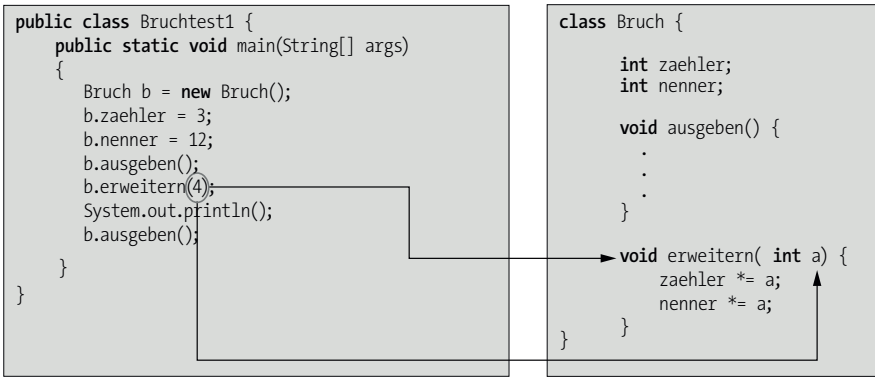 public class Bruchtest1 {
public static void main(String[] args)
{
Bruch b = new Bruch();
b.zaehler = 3;
b.nenner = 12;
b.ausgeben();
b.erweitern(4);
System.out.println();
b.ausgeben();
}
}
class Bruch {
int zaehler;
int nenner;
void ausgeben() {
.
.
.
}
void erweitern( int a) {
zaehler *= a;
nenner *= a;
}
}